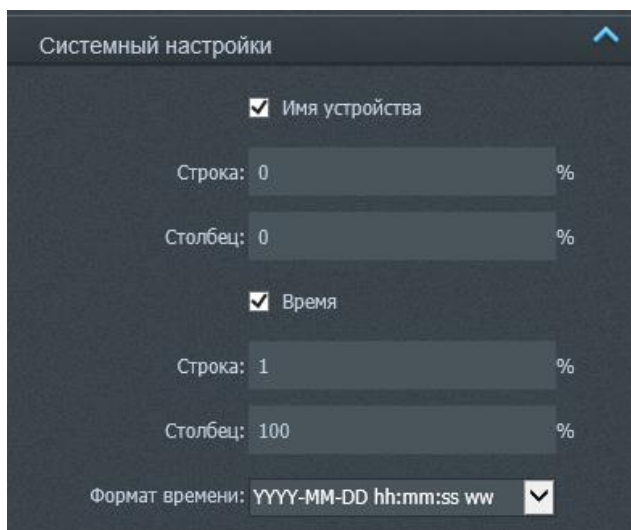 Системный настройки
Имя устройства
Строка: 0 %
Столбец: 0 %
Время
Строка: 1 %
Столбец: 100 %
Формат времени: YYYY-MM-DD hh:mm:ss ww